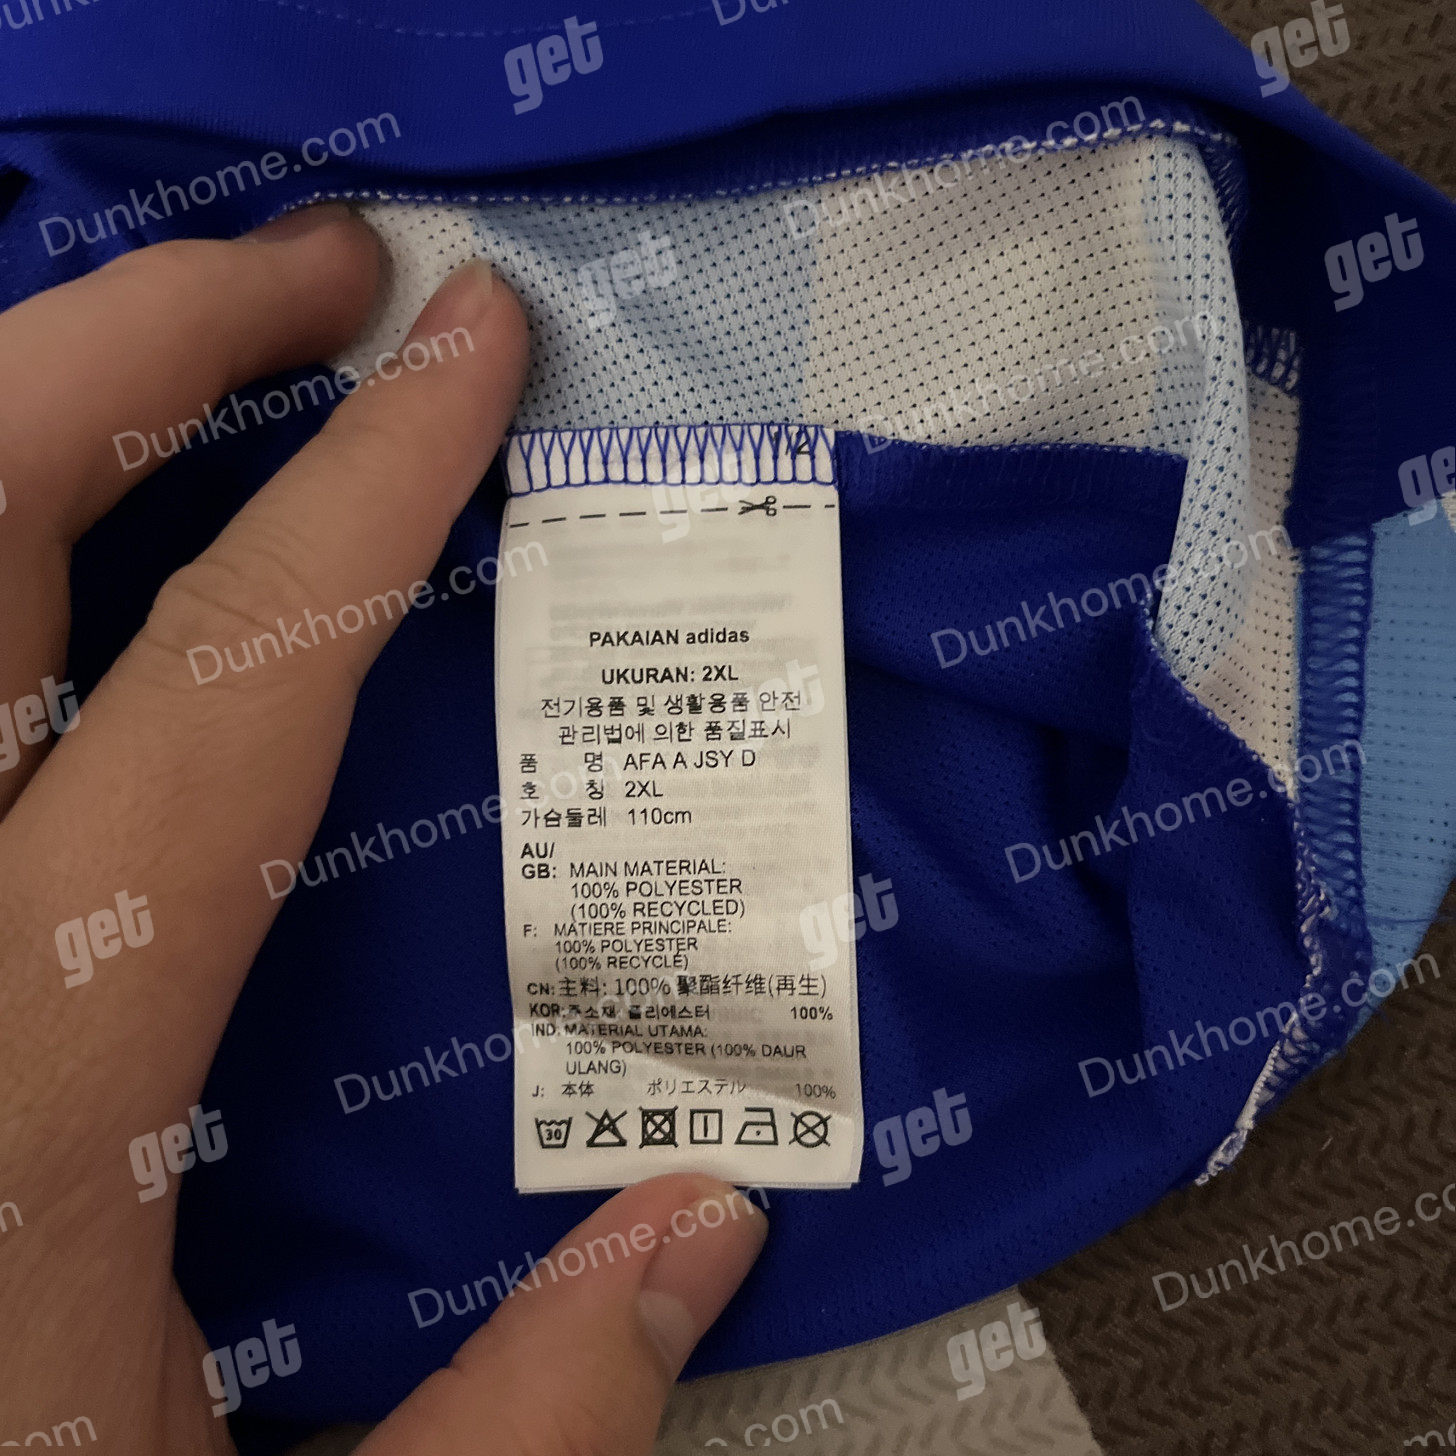 1/2
PAKAIAN adidas
UKURAN: 2XL
전기용품 및 생활용품 안전
관리법에 의한 품질표시
품 명 AFA A JSY D
호 칭 2XL
가슴둘레 110cm
AU/
GB: MAIN MATERIAL:
100% POLYESTER
(100% RECYCLED)
F: MATIERE PRINCIPALE:
100% POLYESTER
(100% RECYCLÉ)
CN: 主料: 100% 聚酯纤维(再生)
KOR: 주소재: 폴리에스터 100%
IND: MATERIAL UTAMA:
100% POLYESTER (100% DAUR
ULANG)
J: 本体 ポリエステル 100%
30
get
Dunkhome.com